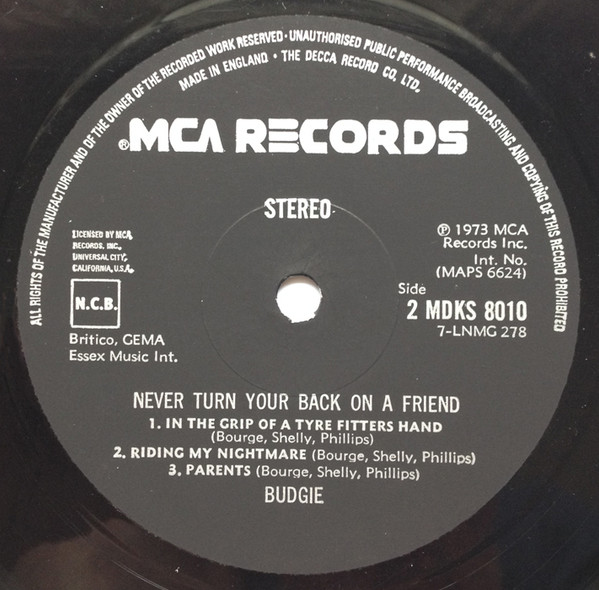 ALL RIGHTS OF THE MANUFACTURER AND OF THE OWNER OF THE RECORDED WORK RESERVED · UNAUTHORISED PUBLIC PERFORMANCE BROADCASTING AND COPYING OF THIS RECORD PROHIBITED
MADE IN ENGLAND · THE DECCA RECORD CO. LTD.
®MCA RECORDS
STEREO
LICENSED BY MCA
RECORDS, INC.,
UNIVERSAL CITY,
CALIFORNIA, U.S.A.
N.C.B.
Britico, GEMA
Essex Music Int.
℗ 1973 MCA
Records Inc.
Int. No.
(MAPS 6624)
Side
2 MDKS 8010
7-LNMG 278
NEVER TURN YOUR BACK ON A FRIEND
1. IN THE GRIP OF A TYRE FITTERS HAND
(Bourge, Shelly, Phillips)
2. RIDING MY NIGHTMARE (Bourge, Shelly, Phillips)
3. PARENTS (Bourge, Shelly, Phillips)
BUDGIE